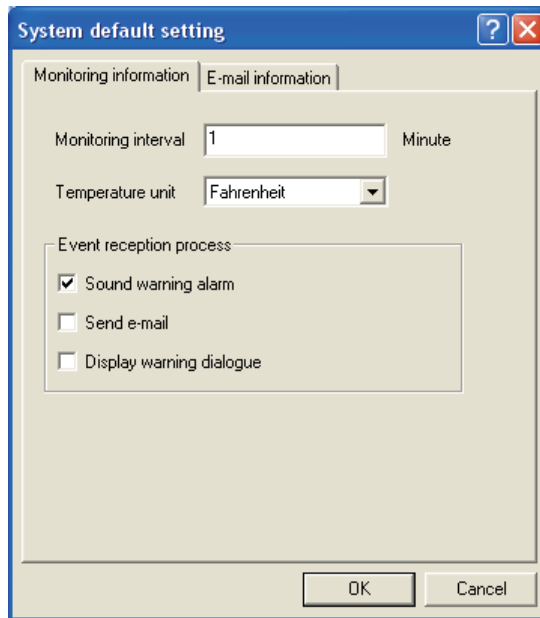 System default setting
Monitoring information E-mail information
Monitoring interval 1 Minute
Temperature unit Fahrenheit
Event reception process
Sound warning alarm
Send e-mail
Display warning dialogue
OK Cancel